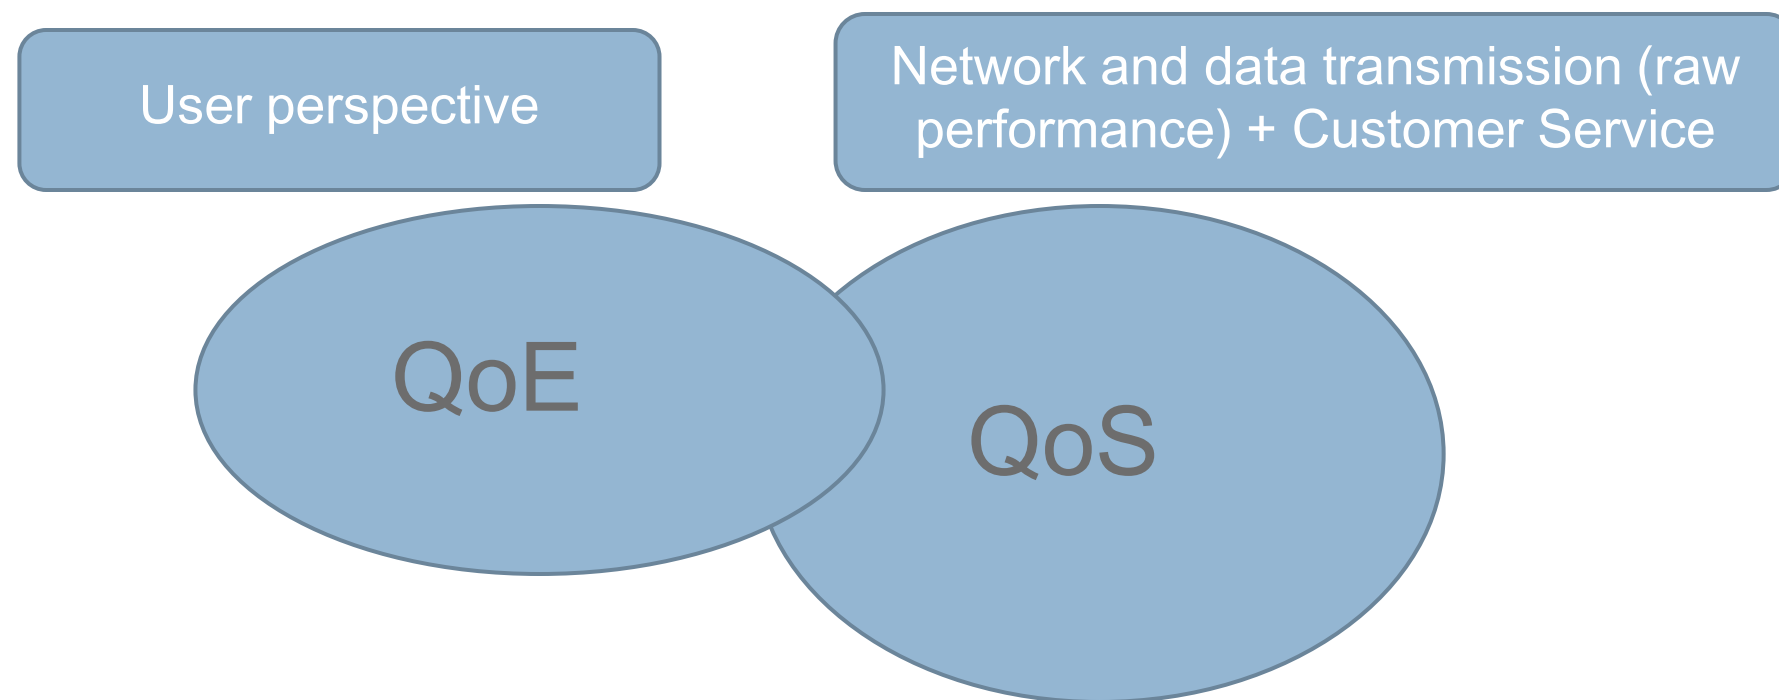 User perspective
Network and data transmission (raw
performance) + Customer Service
QoE
QoS